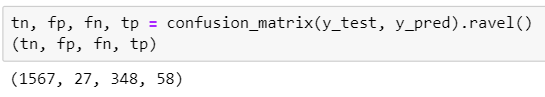 tn, fp, fn, tp = confusion_matrix(y_test, y_pred).ravel()
(tn, fp, fn, tp)
(1567, 27, 348, 58)